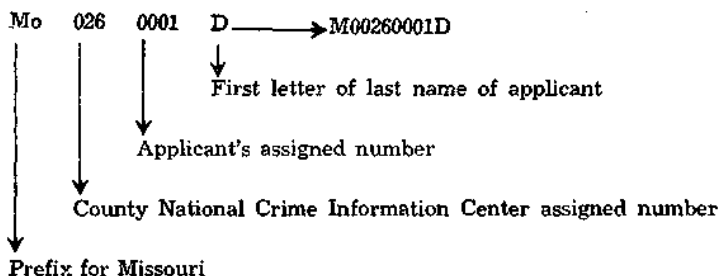 Mo 026 0001 D M00260001D
First letter of last name of applicant
Applicant's assigned number
County National Crime Information Center assigned number
Prefix for Missouri